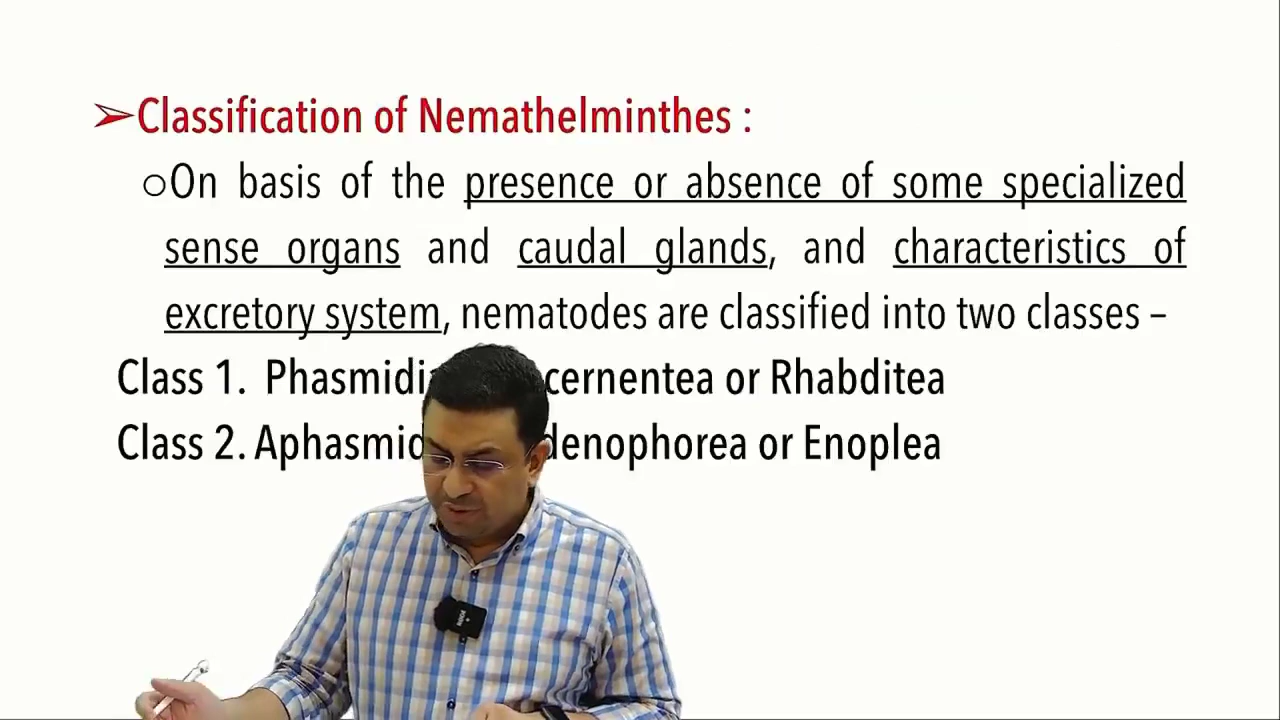 ➢Classification of Nemathelminthes :
○On basis of the presence or absence of some specialized
sense organs and caudal glands, and characteristics of
excretory system, nematodes are classified into two classes –
Class 1. Phasmidi cernentea or Rhabditea
Class 2. Aphasmid denophorea or Enoplea